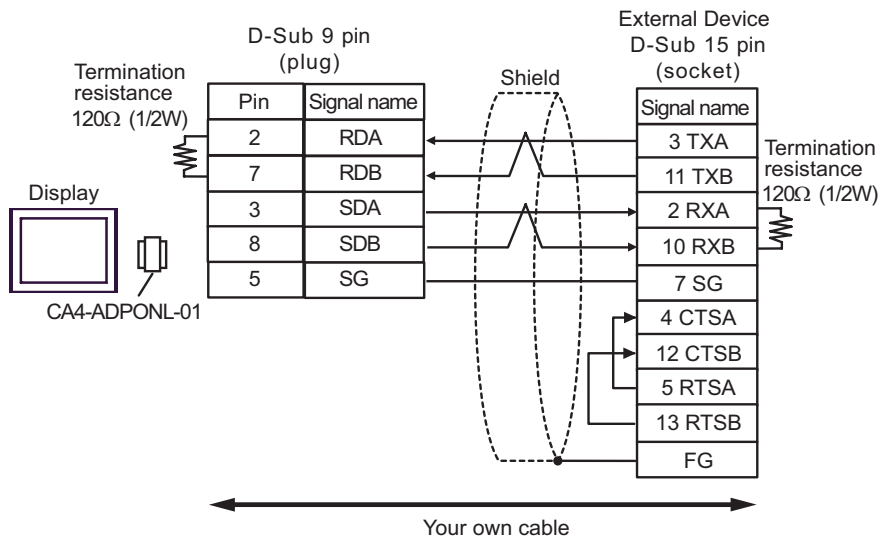 External Device
D-Sub 15 pin
(socket)
D-Sub 9 pin
(plug)
Shield
Termination
resistance
120Ω (1/2W)
Pin Signal name
2 RDA
7 RDB
3 SDA
8 SDB
5 SG
Signal name
3 TXA
11 TXB
2 RXA
10 RXB
7 SG
4 CTSA
12 CTSB
5 RTSA
13 RTSB
FG
Termination
resistance
120Ω (1/2W)
Display
CA4-ADPONL-01
Your own cable